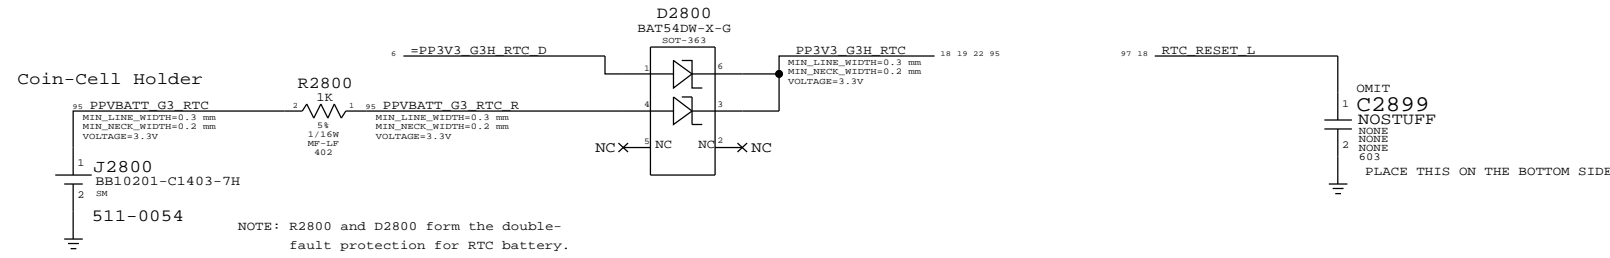 D2800
BAT54DW-X-G
SOT-363
6 =PP3V3_G3H_RTC_D
1
6
PP3V3_G3H_RTC 18 19 22 95
MIN_LINE_WIDTH=0.3 mm
MIN_NECK_WIDTH=0.2 mm
VOLTAGE=3.3V
97 18 RTC_RESET_L
Coin-Cell Holder
R2800
1K
95 PPVBATT_G3_RTC
MIN_LINE_WIDTH=0.3 mm
MIN_NECK_WIDTH=0.2 mm
VOLTAGE=3.3V
2
1
5%
1/16W
MF-LF
402
95 PPVBATT_G3_RTC_R
MIN_LINE_WIDTH=0.3 mm
MIN_NECK_WIDTH=0.2 mm
VOLTAGE=3.3V
4
3
NC 5 NC
NC 2 NC
OMIT
1 C2899
NOSTUFF
NONE
NONE
2 NONE
603
PLACE THIS ON THE BOTTOM SIDE
1 J2800
BB10201-C1403-7H
2 SM
511-0054
NOTE: R2800 and D2800 form the double-
fault protection for RTC battery.